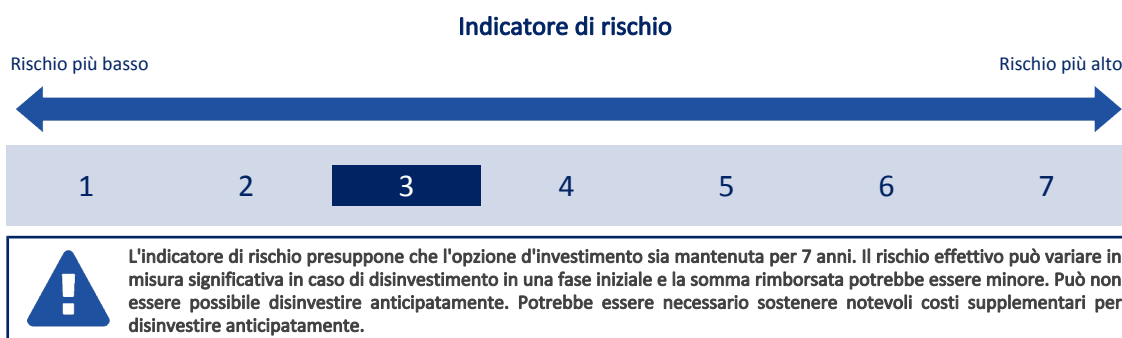 Indicatore di rischio
Rischio più basso
Rischio più alto
1 2 3 4 5 6 7
L'indicatore di rischio presuppone che l'opzione d'investimento sia mantenuta per 7 anni. Il rischio effettivo può variare in
misura significativa in caso di disinvestimento in una fase iniziale e la somma rimborsata potrebbe essere minore. Può non
essere possibile disinvestire anticipatamente. Potrebbe essere necessario sostenere notevoli costi supplementari per
disinvestire anticipatamente.